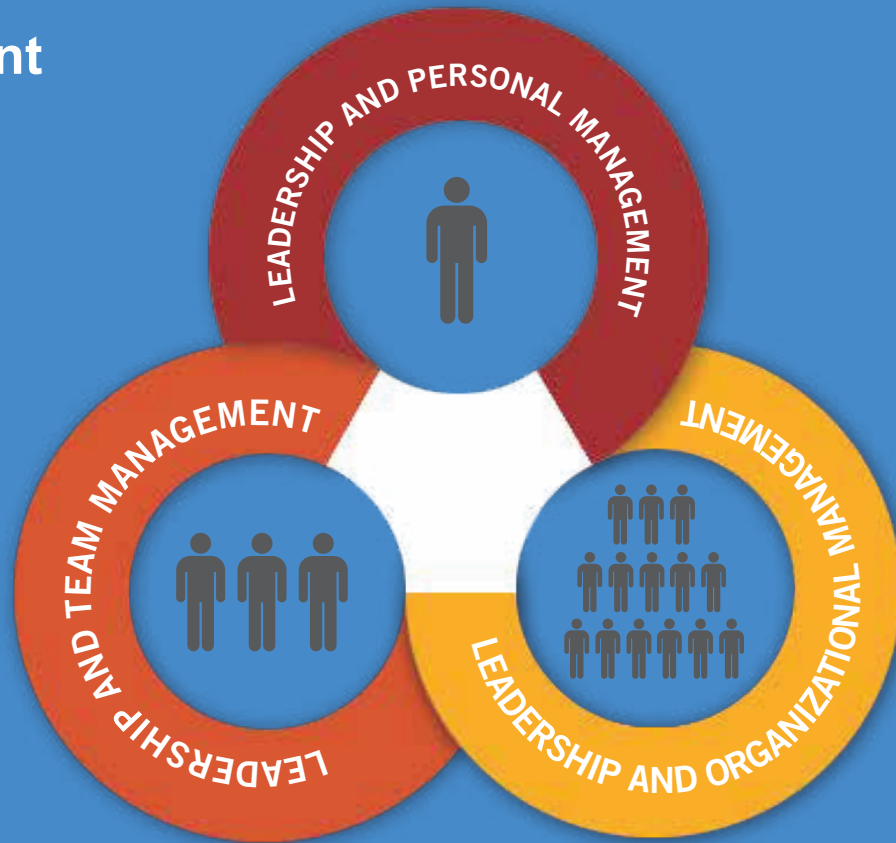 nt
LEADERSHIP AND PERSONAL MANAGEMENT
LEADERSHIP AND TEAM MANAGEMENT
LEADERSHIP AND ORGANIZATIONAL MANAGEMENT